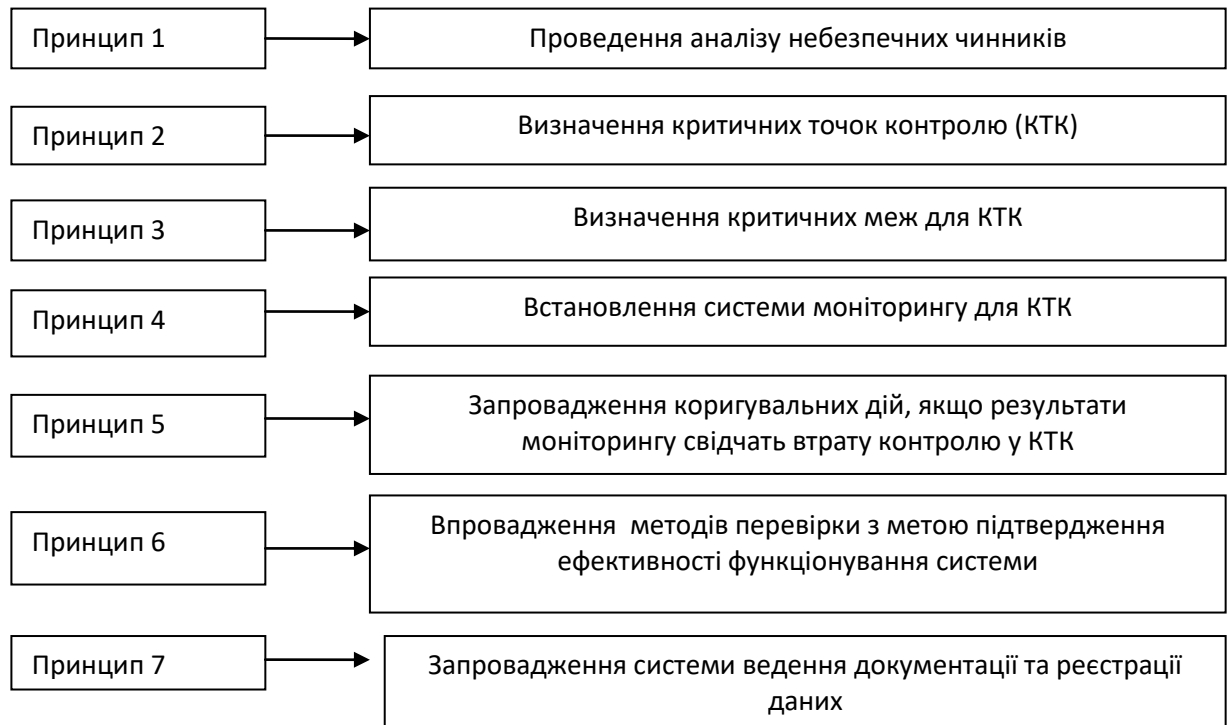 Принцип 1
Проведення аналізу небезпечних чинників
Принцип 2
Визначення критичних точок контролю (КТК)
Принцип 3
Визначення критичних меж для КТК
Принцип 4
Встановлення системи моніторингу для КТК
Принцип 5
Запровадження коригувальних дій, якщо результати
моніторингу свідчать втрату контролю у КТК
Принцип 6
Впровадження методів перевірки з метою підтвердження
ефективності функціонування системи
Принцип 7
Запровадження системи ведення документації та реєстрації
даних